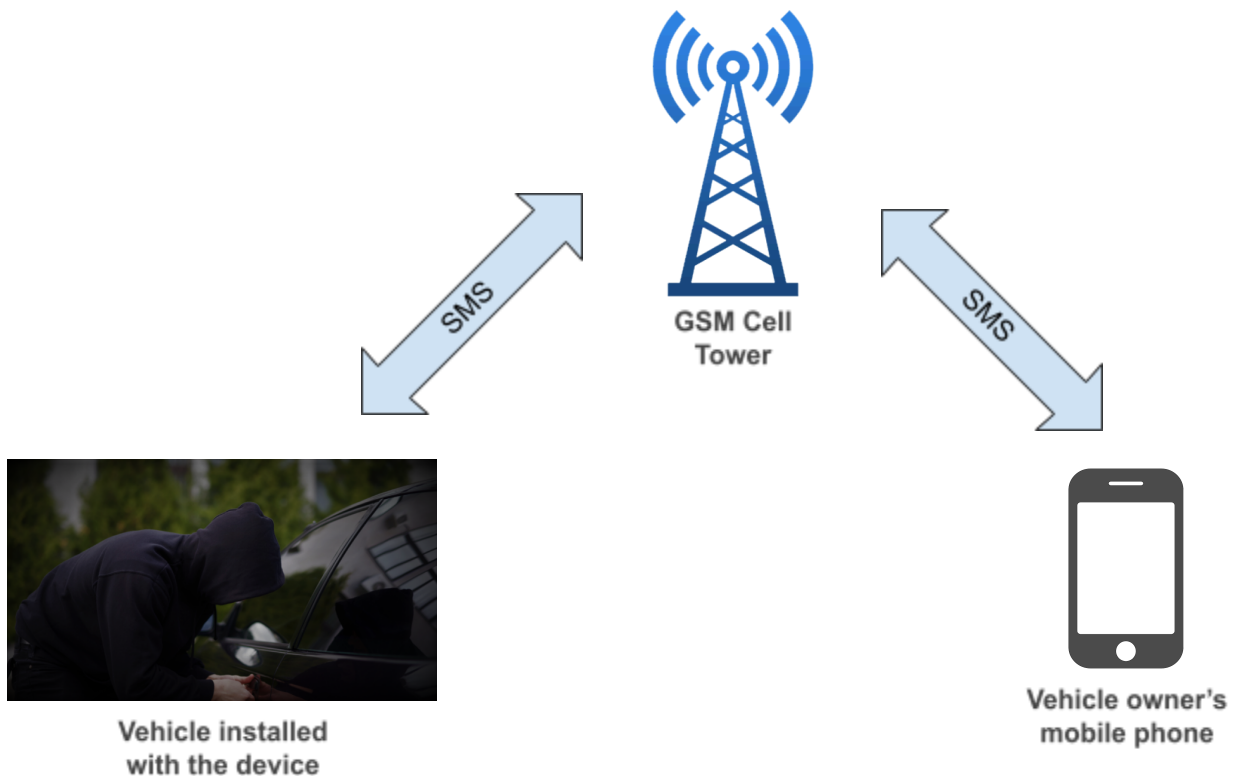 SMS
SMS
GSM Cell
Tower
Vehicle installed
with the device
Vehicle owner's
mobile phone